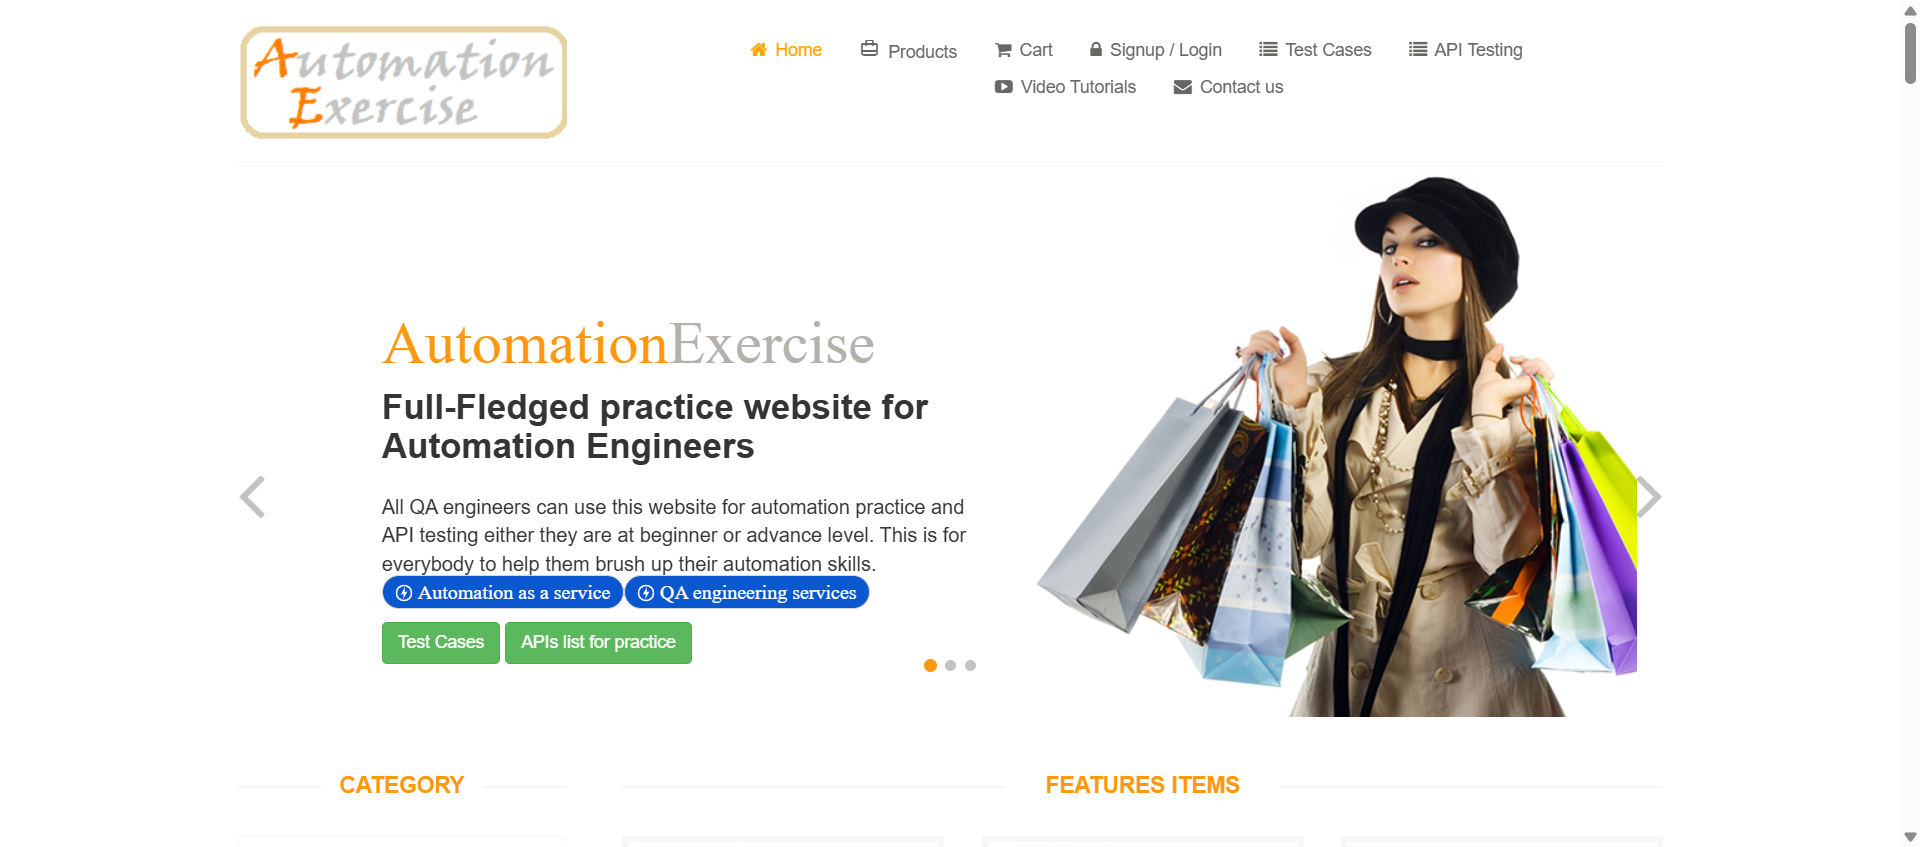 Automation
Exercise
Home
Products
Cart
Signup / Login
Test Cases
API Testing
Video Tutorials
Contact us
AutomationExercise
Full-Fledged practice website for
Automation Engineers
All QA engineers can use this website for automation practice and
API testing either they are at beginner or advance level. This is for
everybody to help them brush up their automation skills.
Automation as a service
QA engineering services
Test Cases
APIs list for practice
CATEGORY
FEATURES ITEMS